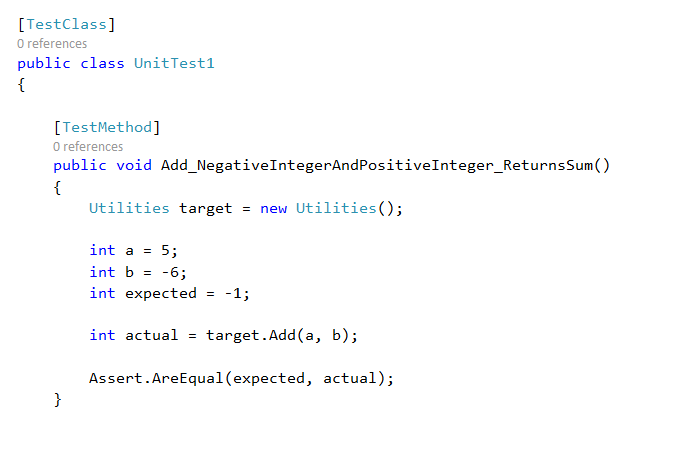 [TestClass]
0 references
public class UnitTest1
{
[TestMethod]
0 references
public void Add_NegativeIntegerAndPositiveInteger_ReturnsSum()
{
Utilities target = new Utilities();
int a = 5;
int b = -6;
int expected = -1;
int actual = target.Add(a, b);
Assert.AreEqual(expected, actual);
}